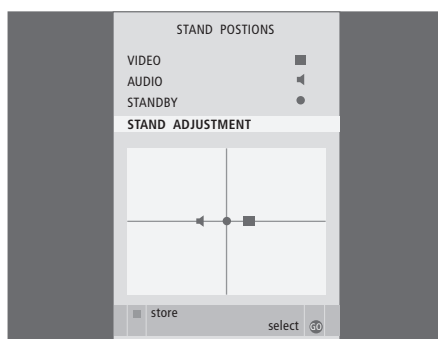 STAND POSTIONS
VIDEO
AUDIO
STANDBY
STAND ADJUSTMENT
store
select GO